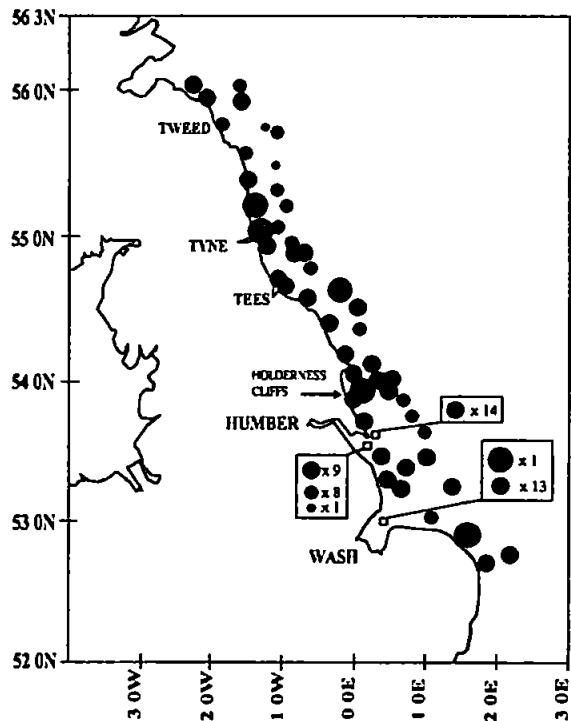 56.3N
56.0N
TWEED
55.0N
TYNE
TEES
54.0N
HOLDERNESS
CLIFFS
HUMBER
x 14
x 9
x 8
x 1
x 1
x 13
53.0N
WASH
52.0N
3.0W
2.0W
1.0W
0.0E
1.0E
2.0E
3.0E